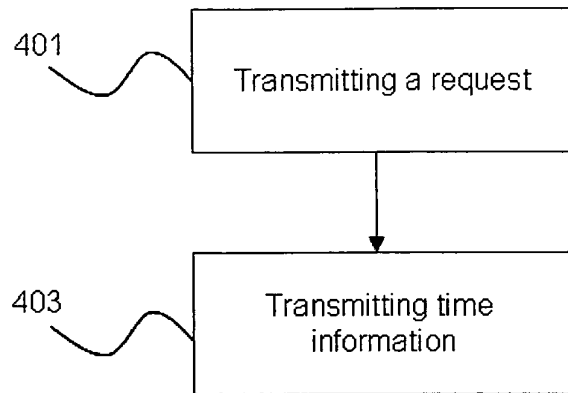 401
Transmitting a request
403
Transmitting time
information